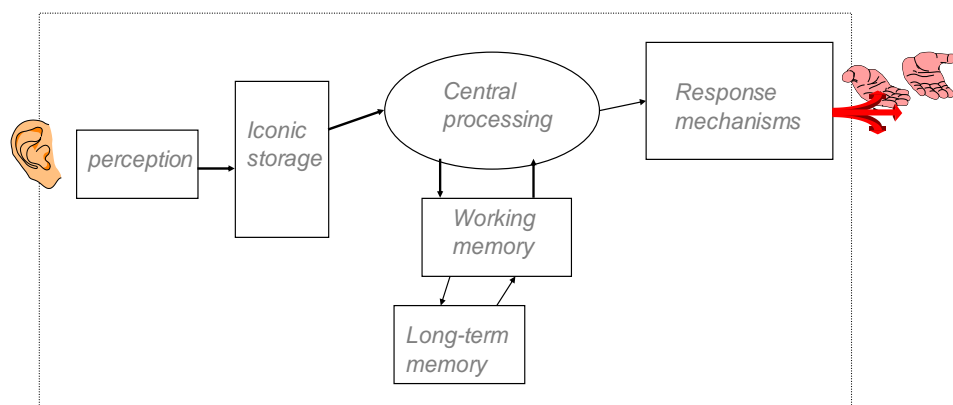 perception
Iconic
storage
Central
processing
Response
mechanisms
Working
memory
Long-term
memory